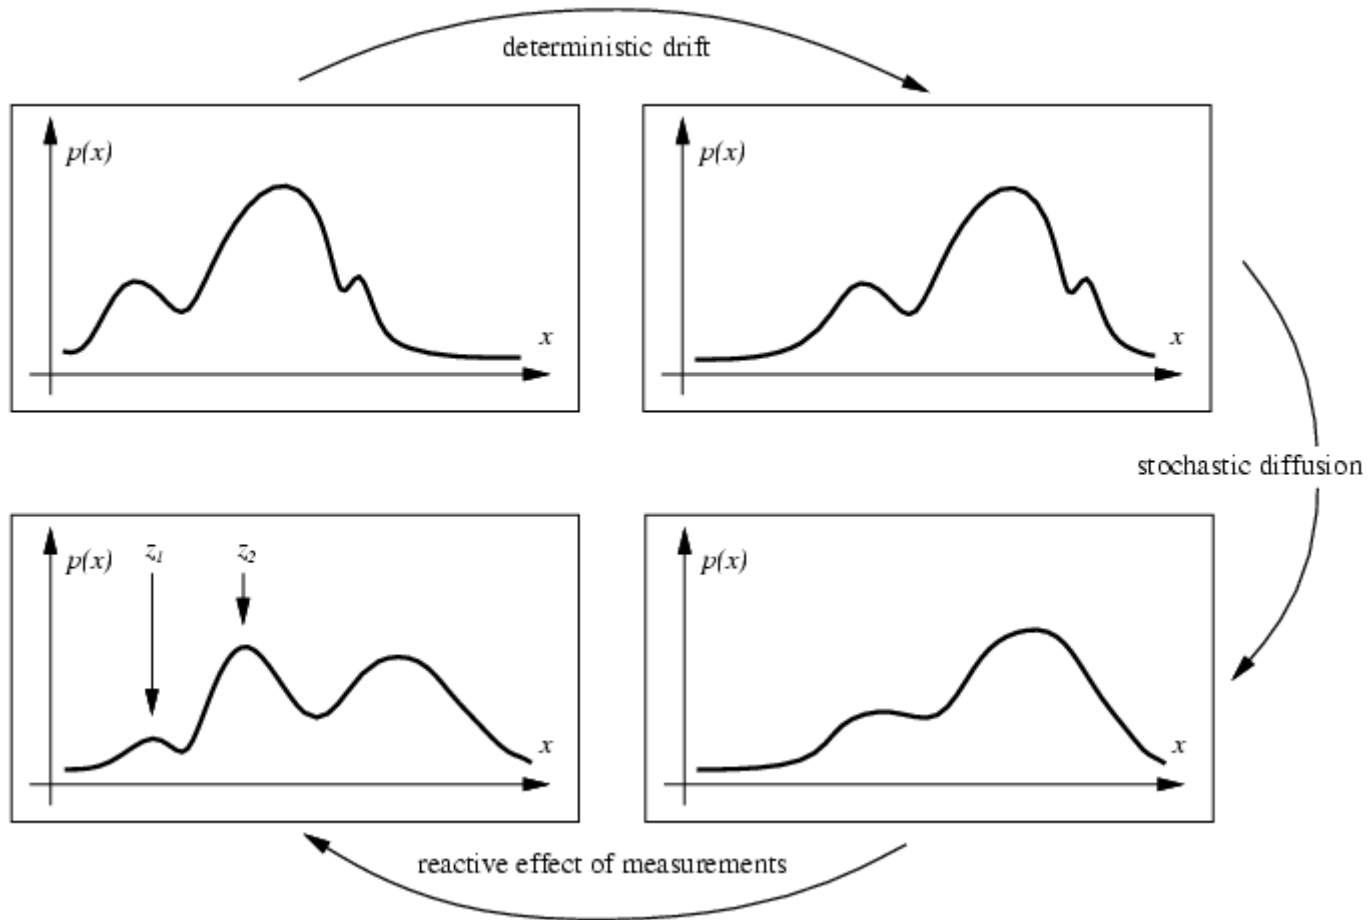 deterministic drift
p(x)
x
p(x)
x
stochastic diffusion
p(x)
z1
z2
x
p(x)
x
reactive effect of measurements